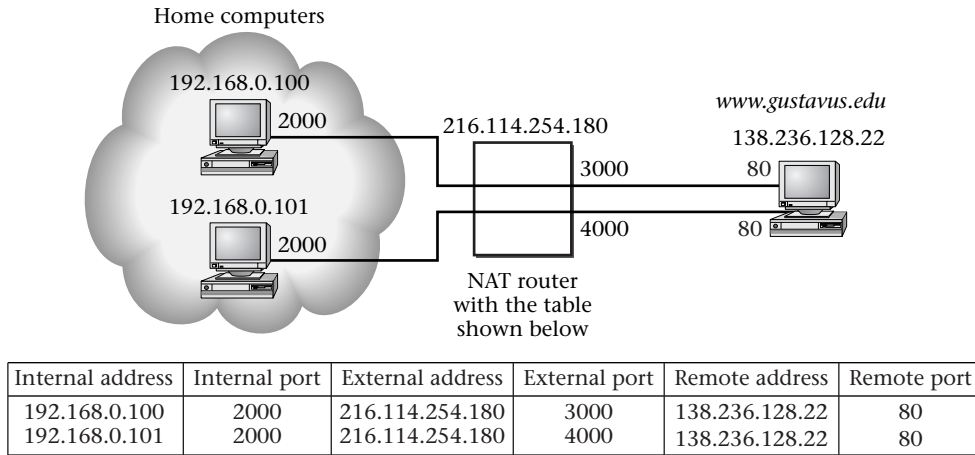 Home computers
192.168.0.100
2000
192.168.0.101
2000
216.114.254.180
3000
4000
NAT router
with the table
shown below
www.gustavus.edu
138.236.128.22
80
80
Internal address Internal port External address External port Remote address Remote port
192.168.0.100 2000 216.114.254.180 3000 138.236.128.22 80
192.168.0.101 2000 216.114.254.180 4000 138.236.128.22 80